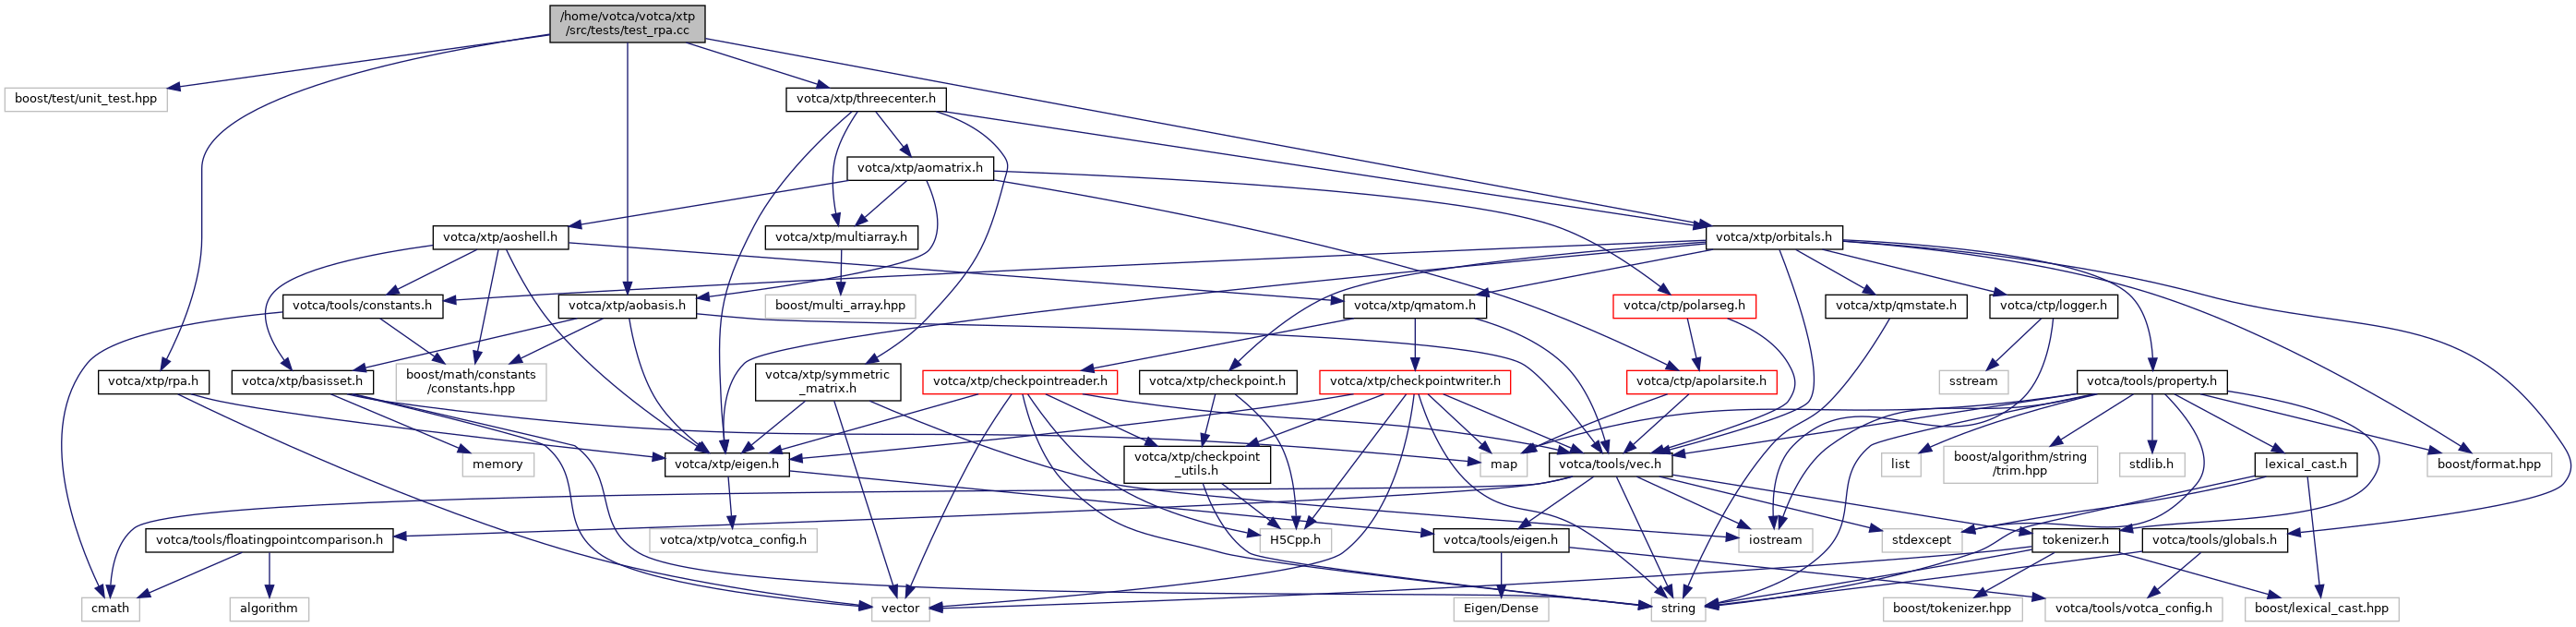 /home/votca/votca/xtp
/src/tests/test_rpa.cc
boost/test/unit_test.hpp
votca/xtp/threecenter.h
votca/xtp/aomatrix.h
votca/xtp/aoshell.h
votca/xtp/multiarray.h
votca/xtp/orbitals.h
votca/tools/constants.h
votca/xtp/aobasis.h
boost/multi_array.hpp
votca/xtp/qmatom.h
votca/ctp/polarseg.h
votca/xtp/qmstate.h
votca/ctp/logger.h
votca/xtp/rpa.h
votca/xtp/basisset.h
boost/math/constants
/constants.hpp
votca/xtp/symmetric
_matrix.h
votca/xtp/checkpointreader.h
votca/xtp/checkpoint.h
votca/xtp/checkpointwriter.h
votca/ctp/apolarsite.h
sstream
votca/tools/property.h
memory
votca/xtp/eigen.h
votca/xtp/checkpoint
_utils.h
map
votca/tools/vec.h
list
boost/algorithm/string
/trim.hpp
stdlib.h
lexical_cast.h
boost/format.hpp
votca/tools/floatingpointcomparison.h
votca/xtp/votca_config.h
H5Cpp.h
votca/tools/eigen.h
iostream
stdexcept
tokenizer.h
votca/tools/globals.h
cmath
algorithm
vector
Eigen/Dense
string
boost/tokenizer.hpp
votca/tools/votca_config.h
boost/lexical_cast.hpp